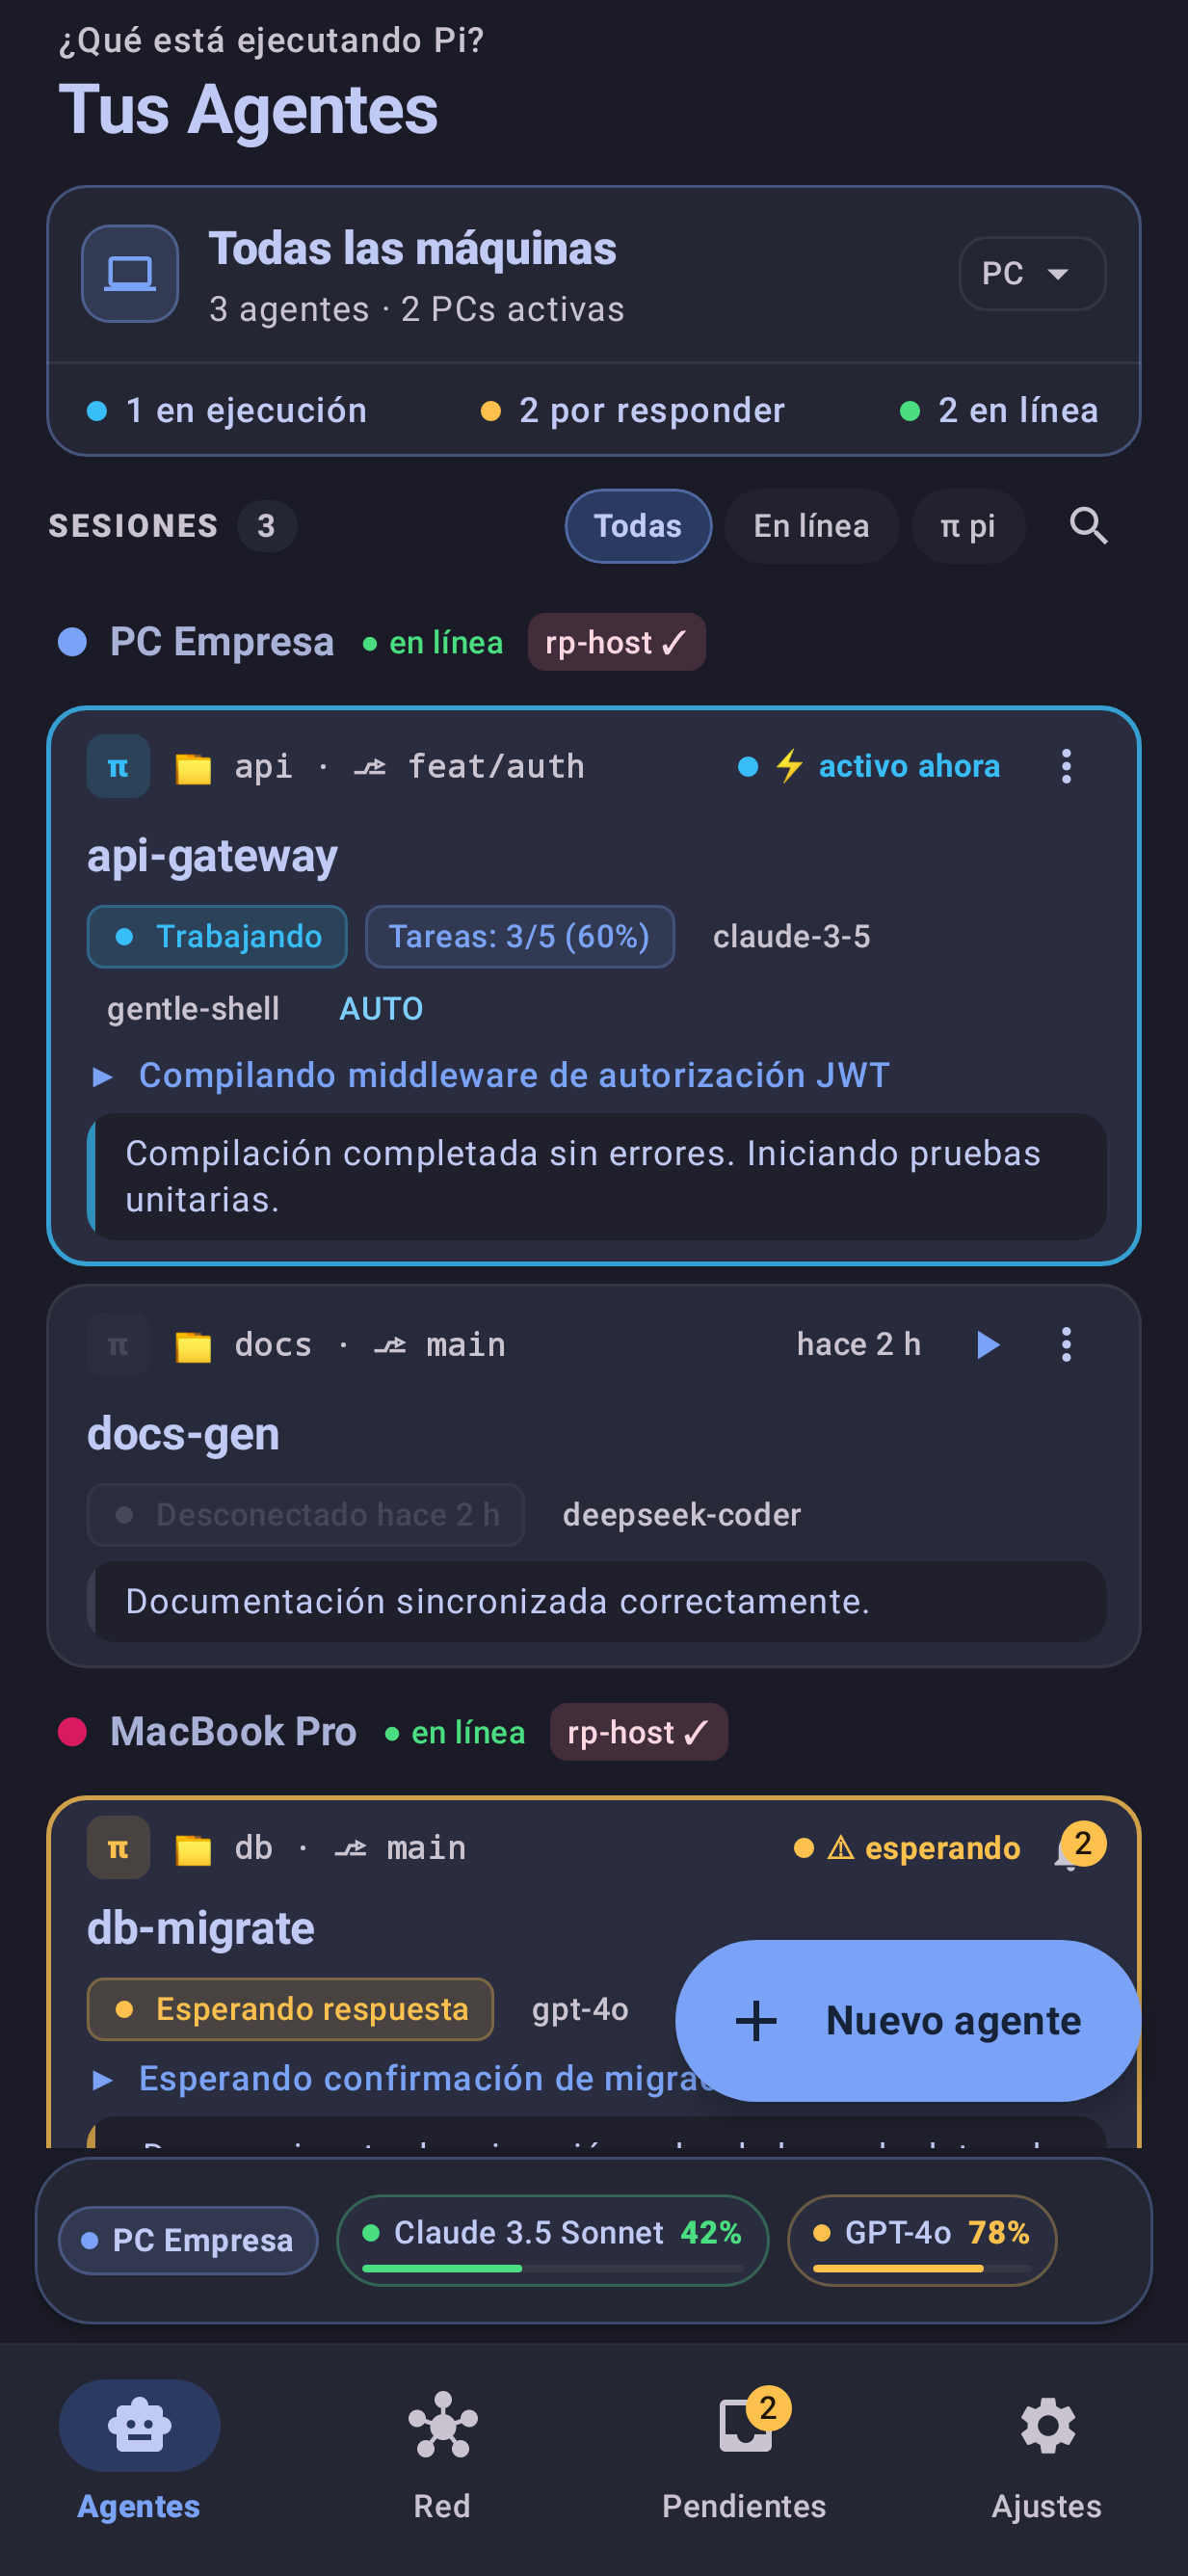 ¿Qué está ejecutando Pi?
Tus Agentes
Todas las máquinas
3 agentes · 2 PCs activas
PC
1 en ejecución
2 por responder
2 en línea
SESIONES 3
Todas
En línea
π pi
PC Empresa
en línea
rp-host ✓
π
api · feat/auth
⚡ activo ahora
api-gateway
Trabajando
Tareas: 3/5 (60%)
claude-3-5
gentle-shell
AUTO
► Compilando middleware de autorización JWT
Compilación completada sin errores. Iniciando pruebas
unitarias.
π
docs · main
hace 2 h
docs-gen
Desconectado hace 2 h
deepseek-coder
Documentación sincronizada correctamente.
MacBook Pro
en línea
rp-host ✓
π
db · main
⚠ esperando
2
db-migrate
Esperando respuesta
gpt-4o
Nuevo agente
► Esperando confirmación de
PC Empresa
Claude 3.5 Sonnet 42%
GPT-4o 78%
2
Agentes
Red
Pendientes
Ajustes